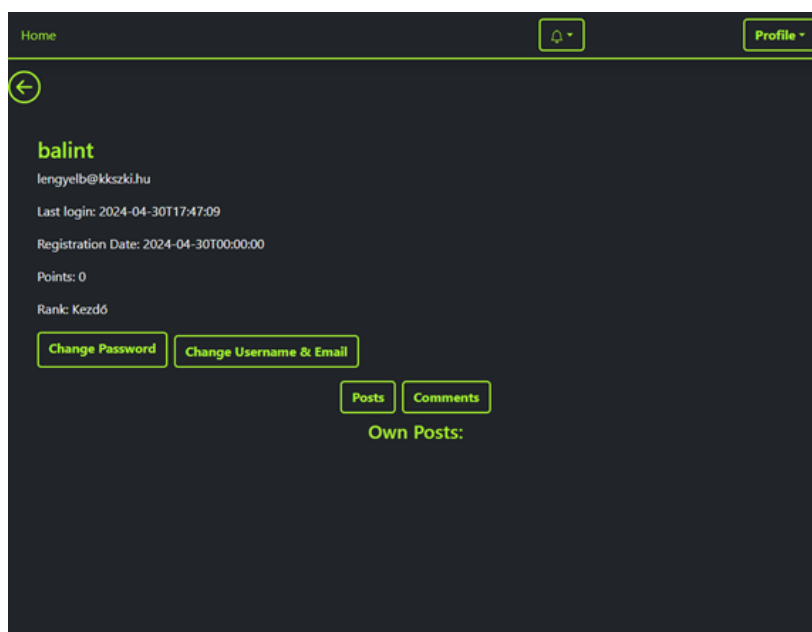 Home
Profile
balint
lengyelb@kkszki.hu
Last login: 2024-04-30T17:47:09
Registration Date: 2024-04-30T00:00:00
Points: 0
Rank: Kezdő
Change Password
Change Username & Email
Posts
Comments
Own Posts: